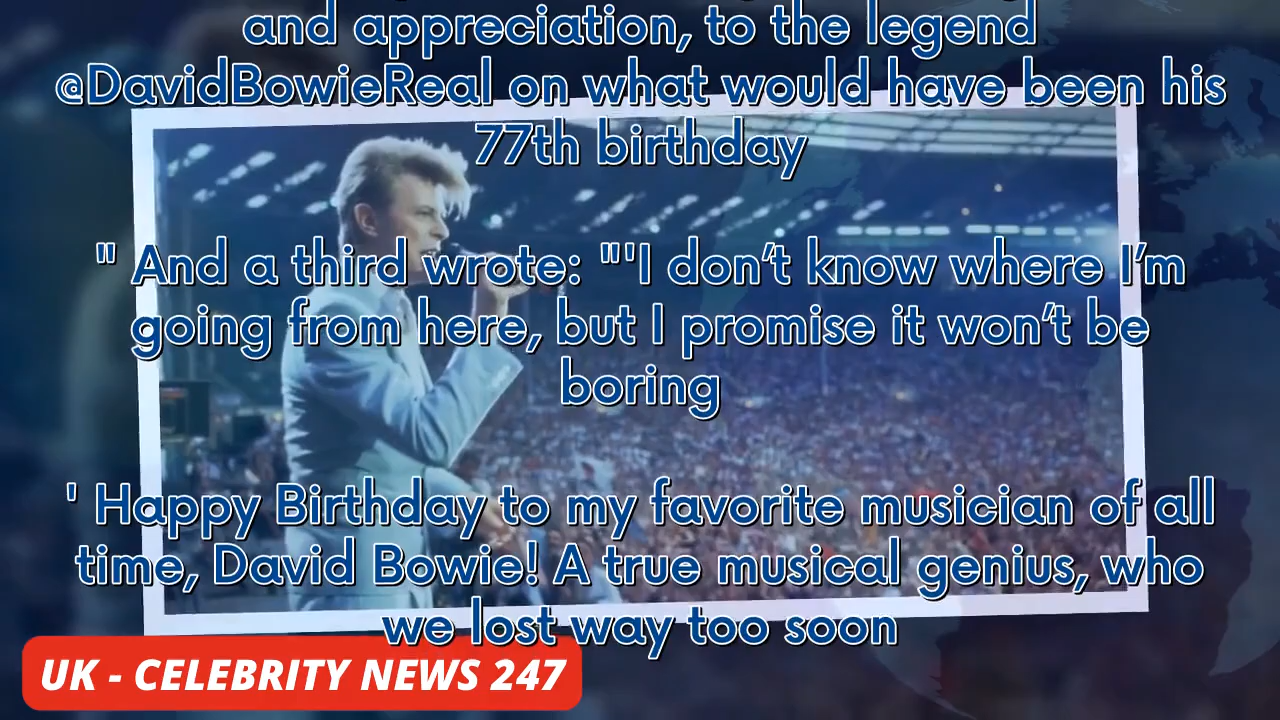 and appreciation, to the legend
@DavidBowieReal on what would have been his
77th birthday
" And a third wrote: "'I don’t know where I’m
going from here, but I promise it won’t be
boring
' Happy Birthday to my favorite musician of all
time, David Bowie! A true musical genius, who
we lost way too soon
UK - CELEBRITY NEWS 247